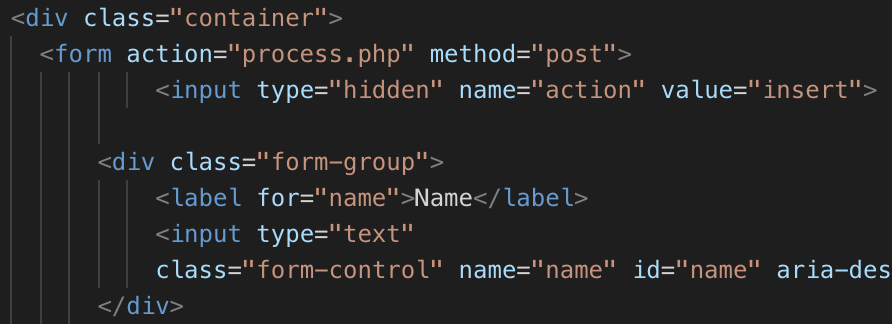 <div class="container">
<form action="process.php" method="post">
<input type="hidden" name="action" value="insert">
<div class="form-group">
<label for="name">Name</label>
<input type="text"
class="form-control" name="name" id="name" aria-des
</div>